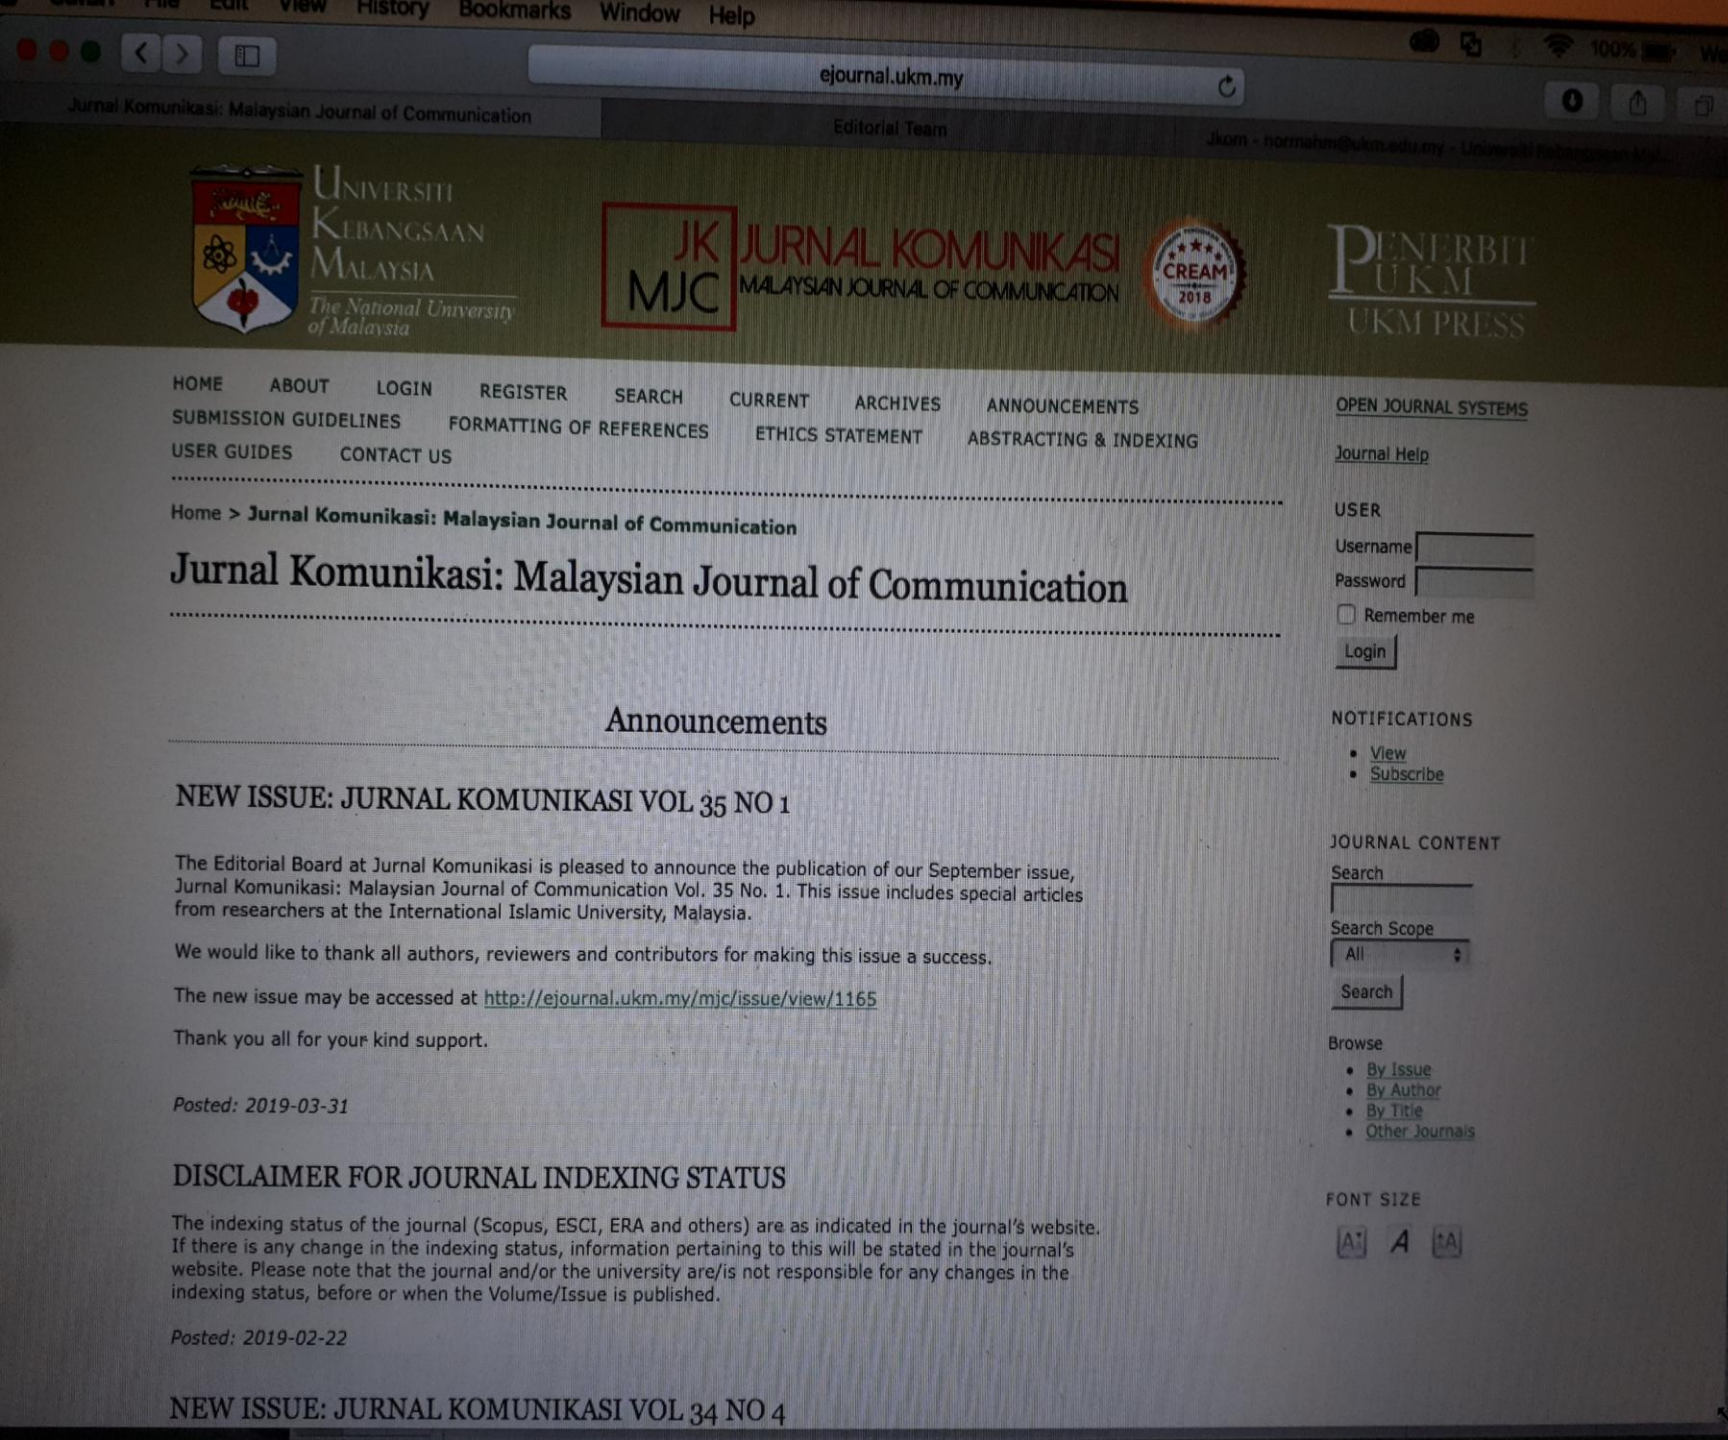 File Edit View History Bookmarks Window Help
100%
ejournal.ukm.my
Jurnal Komunikasi: Malaysian Journal of Communication
Editorial Team
Jkom - normahm@ukm.edu.my - Universiti Kebangsaan
UNIVERSITI
KEBANGSAAN
MALAYSIA
The National University
of Malaysia
JK
MJC
JURNAL KOMUNIKASI
MALAYSIAN JOURNAL OF COMMUNICATION
CREAM
2018
PENERBIT
UKM
UKM PRESS
HOME ABOUT LOGIN REGISTER SEARCH CURRENT ARCHIVES ANNOUNCEMENTS
SUBMISSION GUIDELINES FORMATTING OF REFERENCES ETHICS STATEMENT ABSTRACTING & INDEXING
USER GUIDES CONTACT US
Home > Jurnal Komunikasi: Malaysian Journal of Communication
Jurnal Komunikasi: Malaysian Journal of Communication
Announcements
NEW ISSUE: JURNAL KOMUNIKASI VOL 35 NO 1
The Editorial Board at Jurnal Komunikasi is pleased to announce the publication of our September issue,
Jurnal Komunikasi: Malaysian Journal of Communication Vol. 35 No. 1. This issue includes special articles
from researchers at the International Islamic University, Malaysia.
We would like to thank all authors, reviewers and contributors for making this issue a success.
The new issue may be accessed at http://ejournal.ukm.my/mjc/issue/view/1165
Thank you all for your kind support.
Posted: 2019-03-31
DISCLAIMER FOR JOURNAL INDEXING STATUS
The indexing status of the journal (Scopus, ESCI, ERA and others) are as indicated in the journal's website.
If there is any change in the indexing status, information pertaining to this will be stated in the journal's
website. Please note that the journal and/or the university are/is not responsible for any changes in the
indexing status, before or when the Volume/Issue is published.
Posted: 2019-02-22
NEW ISSUE: JURNAL KOMUNIKASI VOL 34 NO 4
OPEN JOURNAL SYSTEMS
Journal Help
USER
Username
Password
Remember me
Login
NOTIFICATIONS
View
Subscribe
JOURNAL CONTENT
Search
Search Scope
All
Search
Browse
By Issue
By Author
By Title
Other Journals
FONT SIZE
A A A